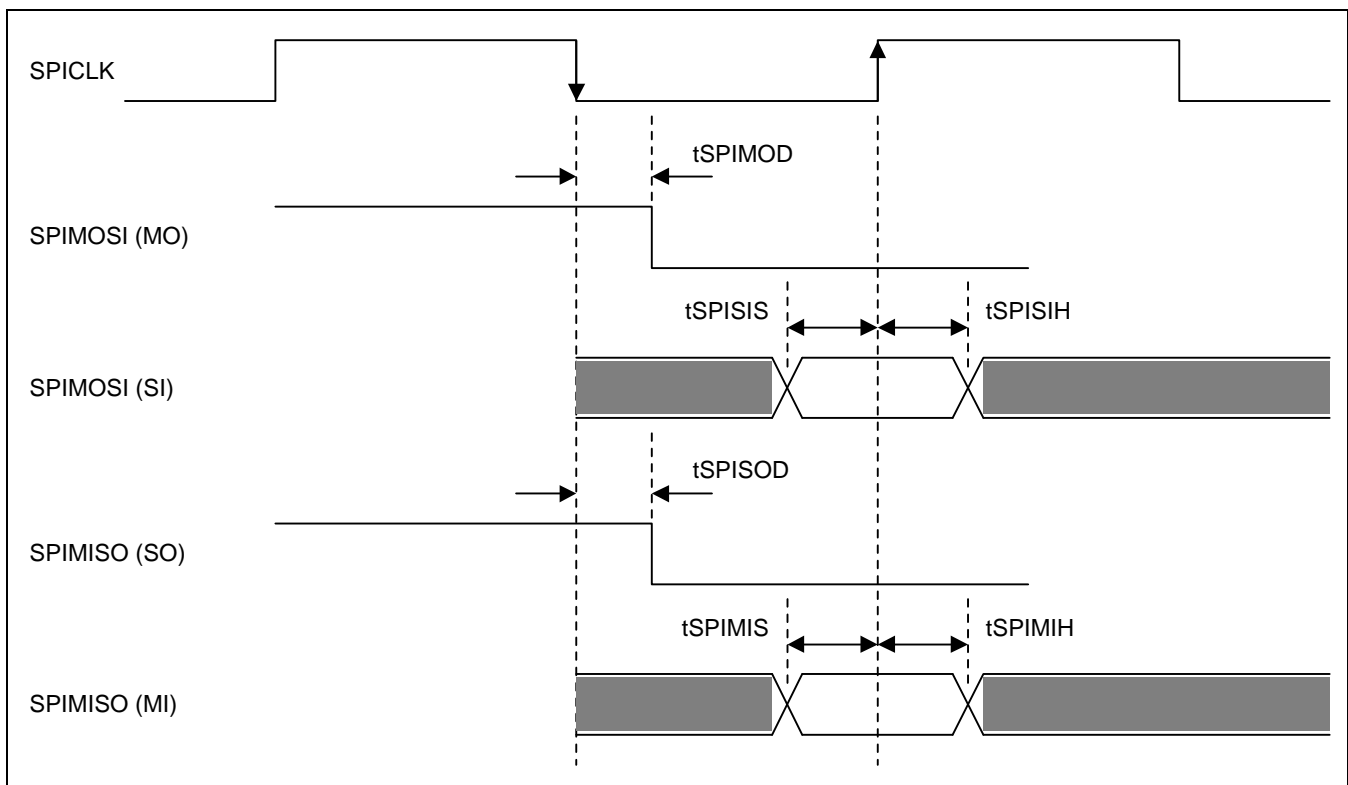 SPICLK
tSPIMOD
SPIMOSI (MO)
tSPISIS
tSPISIH
SPIMOSI (SI)
tSPISOD
SPIMISO (SO)
tSPIMIS
tSPIMIH
SPIMISO (MI)